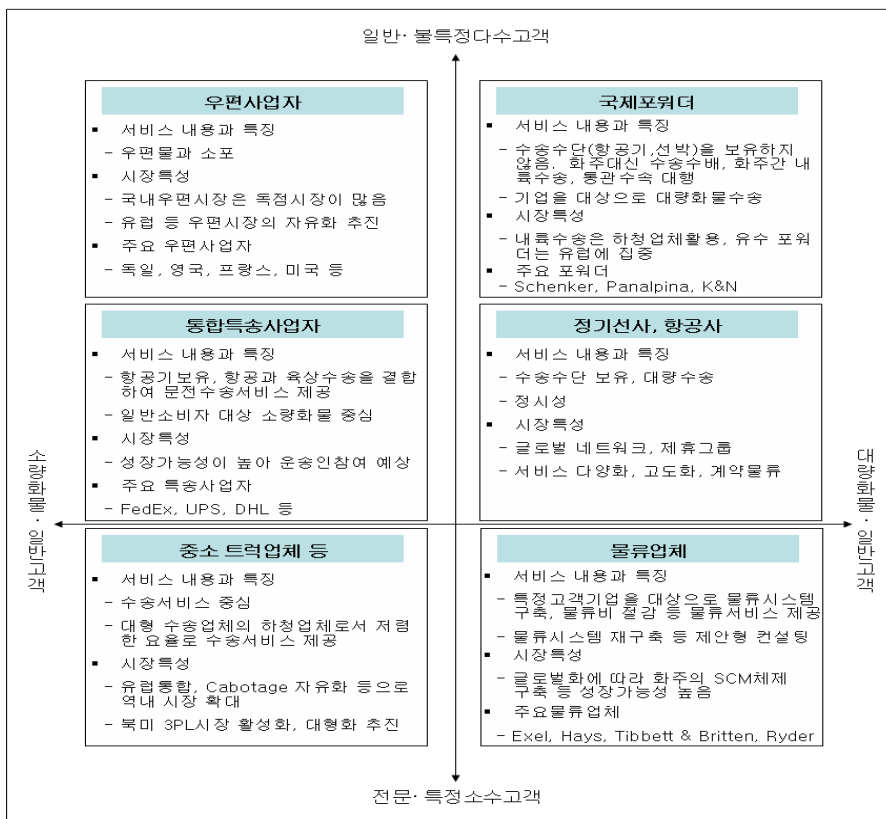 일반· 불특정다수고객
우편사업자
▪ 서비스 내용과 특징
– 우편물과 소포
▪ 시장특성
– 국내우편시장은 독점시장이 많음
– 유럽 등 우편시장의 자유화 추진
▪ 주요 우편사업자
– 독일, 영국, 프랑스, 미국 등
국제포워더
▪ 서비스 내용과 특징
– 수송수단(항공기,선박)을 보유하지
않음. 화주대신 수송수배, 화주간 내
륙수송, 통관수속 대행
– 기업을 대상으로 대량화물수송
▪ 시장특성
– 내륙수송은 하청업체활용, 유수 포워
더는 유럽에 집중
▪ 주요 포워더
– Schenker, Panalpina, K&N
통합특송사업자
▪ 서비스 내용과 특징
– 항공기보유, 항공과 육상수송을 결합
하여 문전수송서비스 제공
– 일반소비자 대상 소량화물 중심
▪ 시장특성
– 성장가능성이 높아 운송인참여 예상
▪ 주요 특송사업자
– FedEx, UPS, DHL 등
정기선사, 항공사
▪ 서비스 내용과 특징
– 수송수단 보유, 대량수송
– 정시성
▪ 시장특성
– 글로벌 네트워크, 제휴그룹
– 서비스 다양화, 고도화, 계약물류
소량화물·일반고객
대량화물·일반고객
중소 트럭업체 등
▪ 서비스 내용과 특징
– 수송서비스 중심
– 대형 수송업체의 하청업체로서 저렴
한 요율로 수송서비스 제공
▪ 시장특성
– 유럽통합, Cabotage 자유화 등으로
역내 시장 확대
– 북미 3PL시장 활성화, 대형화 추진
물류업체
▪ 서비스 내용과 특징
– 특정고객기업을 대상으로 물류시스템
구축, 물류비 절감 등 물류서비스 제공
– 물류시스템 재구축 등 제안형 컨설팅
▪ 시장특성
– 글로벌화에 따라 화주의 SCM체제
구축 등 성장가능성 높음
▪ 주요물류업체
– Exel, Hays, Tibbett & Britten, Ryder
전문· 특정소수고객